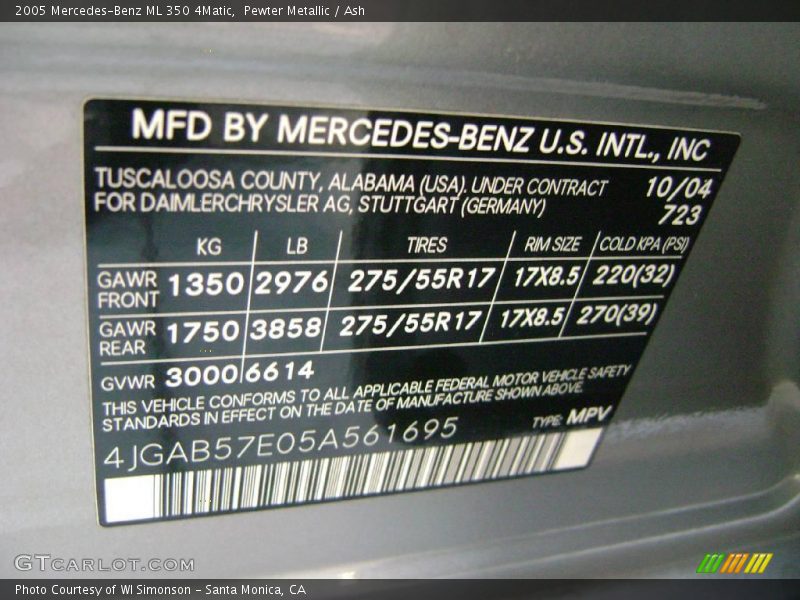 2005 Mercedes-Benz ML 350 4Matic,  Pewter Metallic / Ash
MFD BY MERCEDES-BENZ U.S. INTL., INC
TUSCALOOSA COUNTY, ALABAMA (USA). UNDER CONTRACT 10/04
FOR DAIMLERCHRYSLER AG, STUTTGART (GERMANY) 723
KG LB TIRES RIM SIZE COLD KPA (PSI)
GAWR FRONT 1350 2976 275/55R17 17X8.5 220(32)
GAWR REAR 1750 3858 275/55R17 17X8.5 270(39)
GVWR 3000 6614
THIS VEHICLE CONFORMS TO ALL APPLICABLE FEDERAL MOTOR VEHICLE SAFETY
STANDARDS IN EFFECT ON THE DATE OF MANUFACTURE SHOWN ABOVE.
4JGAB57E05A561695 TYPE: MPV
GTCARLOT.COM
Photo Courtesy of WI Simonson - Santa Monica, CA